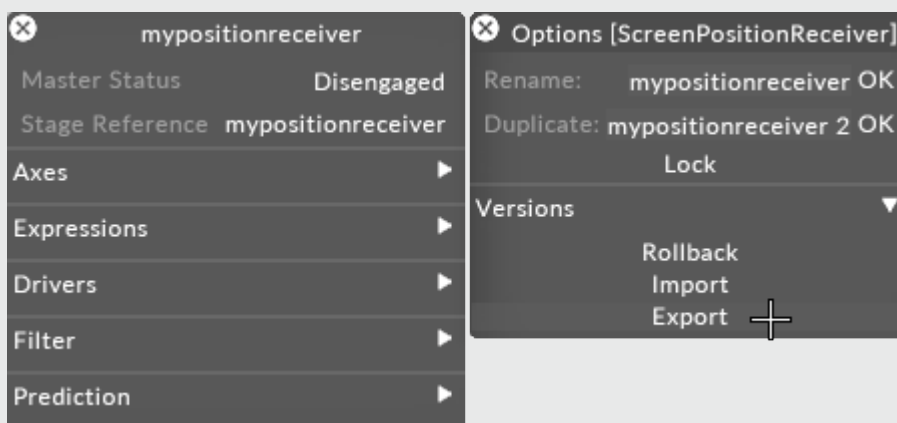 mypositionreceiver
Master Status Disengaged
Stage Reference mypositionreceiver
Axes
Expressions
Drivers
Filter
Prediction
Options [ScreenPositionReceiver]
Rename: mypositionreceiver OK
Duplicate: mypositionreceiver 2 OK
Lock
Versions
Rollback
Import
Export